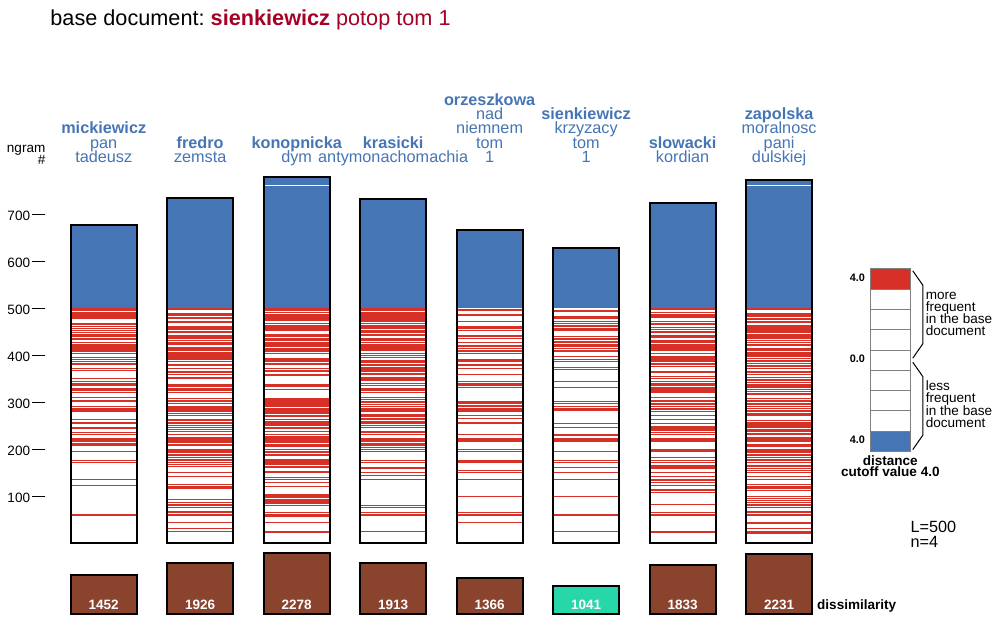 base document: sienkiewicz potop tom 1
mickiewicz
pan
tadeusz
fredro
zemsta
konopnicka
dym
krasicki
antymonachomachia
orzeszkowa
nad
niemnem
tom
1
sienkiewicz
krzyzacy
tom
1
slowacki
kordian
zapolska
moralnosc
pani
dulskiej
ngram
#
700
600
500
400
300
200
100
4.0
0.0
4.0
more
frequent
in the base
document
less
frequent
in the base
document
distance
cutoff value 4.0
L=500
n=4
1452
1926
2278
1913
1366
1041
1833
2231
dissimilarity